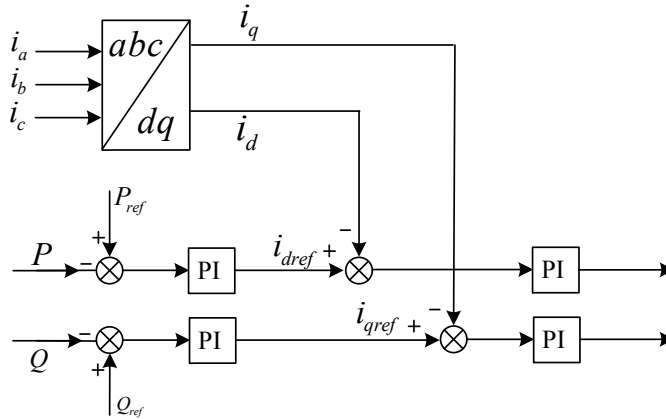 i_q
i_a
abc
i_b
i_c
dq
i_d
P_ref
+
−
P
−
PI
i_dref
+
PI
−
Q
−
PI
i_qref
+
PI
+
Q_ref